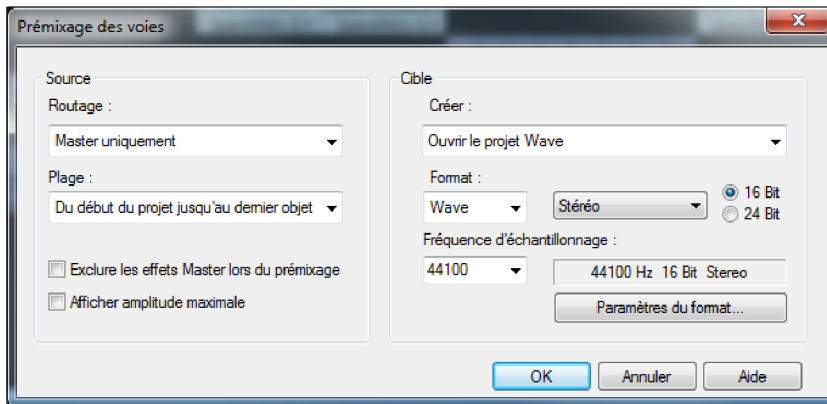 Prémixage des voies
Source
Routage :
Master uniquement
Plage :
Du début du projet jusqu'au dernier objet
Exclure les effets Master lors du prémixage
Afficher amplitude maximale
Cible
Créer :
Ouvrir le projet Wave
Format :
Wave
Stéréo
16 Bit
24 Bit
Fréquence d'échantillonnage :
44100
44100 Hz 16 Bit Stereo
Paramètres du format...
OK
Annuler
Aide